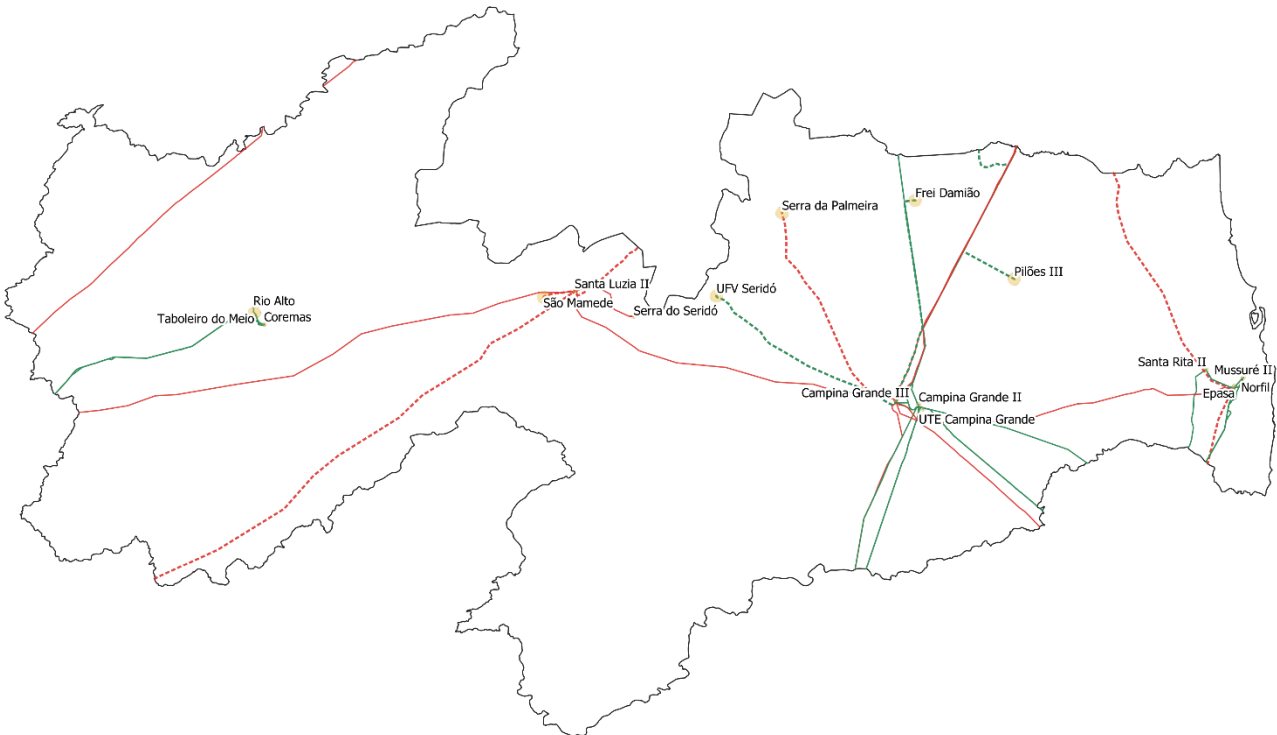 Frei Damião
Serra da Palmeira
Pilões III
Santa Luzia II
UFV Seridó
Rio Alto
São Mamede
Serra do Seridó
Taboleiro do Meio
Coremas
Santa Rita II
Mussuré II
Norfil
Epasa
Campina Grande III
Campina Grande II
UTE Campina Grande